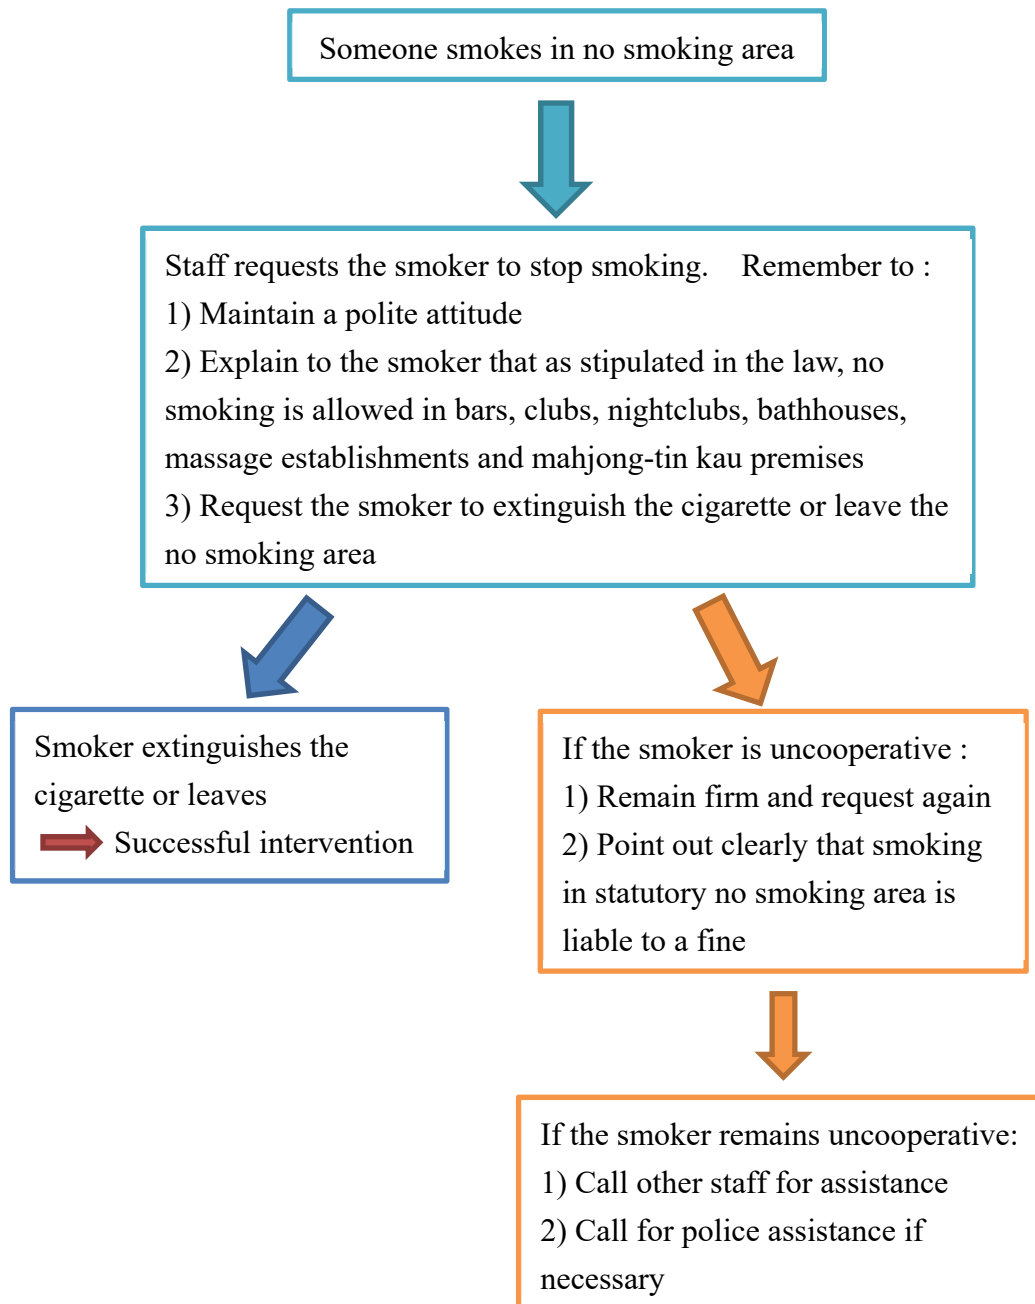 Someone smokes in no smoking area
Staff requests the smoker to stop smoking. Remember to :
1) Maintain a polite attitude
2) Explain to the smoker that as stipulated in the law, no
smoking is allowed in bars, clubs, nightclubs, bathhouses,
massage establishments and mahjong-tin kau premises
3) Request the smoker to extinguish the cigarette or leave the
no smoking area
Smoker extinguishes the
cigarette or leaves
Successful intervention
If the smoker is uncooperative :
1) Remain firm and request again
2) Point out clearly that smoking
in statutory no smoking area is
liable to a fine
If the smoker remains uncooperative:
1) Call other staff for assistance
2) Call for police assistance if
necessary